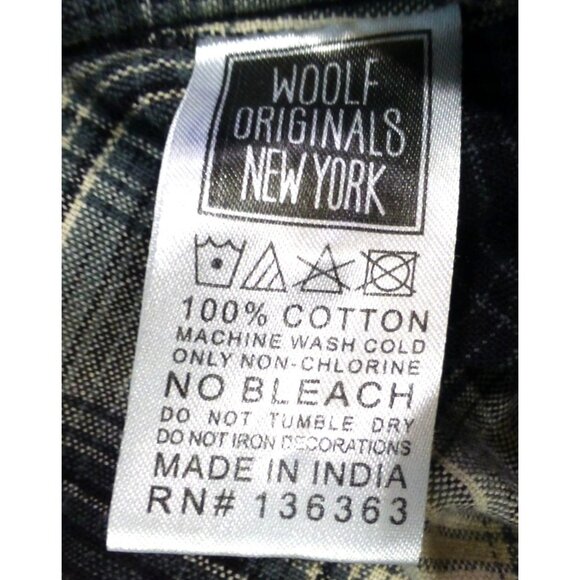 WOOLF
ORIGINALS
NEW YORK
100% COTTON
MACHINE WASH COLD
ONLY NON-CHLORINE
NO BLEACH
DO NOT TUMBLE DRY
DO NOT IRON DECORATIONS
MADE IN INDIA
RN# 136363